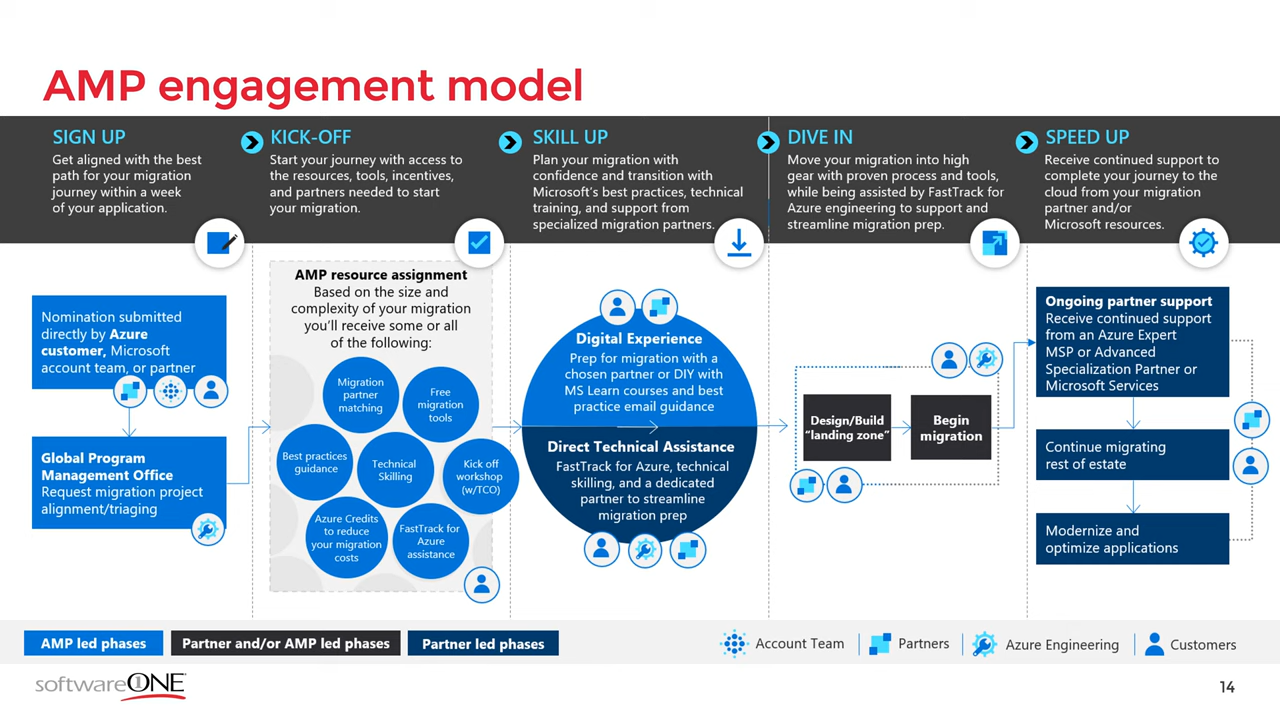 AMP engagement model
SIGN UP
Get aligned with the best
path for your migration
journey within a week
of your application.
KICK-OFF
Start your journey with access to
the resources, tools, incentives,
and partners needed to start
your migration.
SKILL UP
Plan your migration with
confidence and transition with
Microsoft's best practices, technical
training, and support from
specialized migration partners.
DIVE IN
Move your migration into high
gear with proven process and tools,
while being assisted by FastTrack for
Azure engineering to support and
streamline migration prep.
SPEED UP
Receive continued support to
complete your journey to the
cloud from your migration
partner and/or
Microsoft resources.
Nomination submitted
directly by Azure
customer, Microsoft
account team, or partner
Global Program
Management Office
Request migration project
alignment/triaging
AMP resource assignment
Based on the size and
complexity of your migration
you'll receive some or all
of the following:
Migration
partner
matching
Free
migration
tools
Best practices
guidance
Technical
Skilling
Kick off
workshop
(w/TCO)
Azure Credits
to reduce
your migration
costs
FastTrack for
Azure
assistance
Digital Experience
Prep for migration with a
chosen partner or DIY with
MS Learn courses and best
practice email guidance
Direct Technical Assistance
FastTrack for Azure, technical
skilling, and a dedicated
partner to streamline
migration prep
Design/Build
"landing zone"
Begin
migration
Ongoing partner support
Receive continued support
from an Azure Expert
MSP or Advanced
Specialization Partner or
Microsoft Services
Continue migrating
rest of estate
Modernize and
optimize applications
AMP led phases
Partner and/or AMP led phases
Partner led phases
Account Team
Partners
Azure Engineering
Customers
softwareONE
14